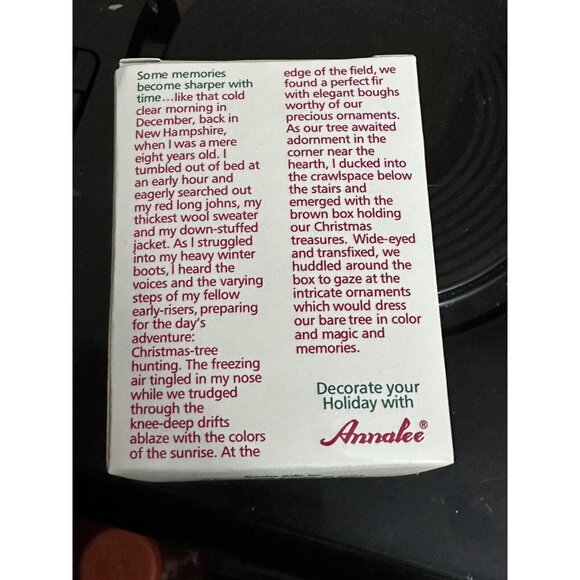 Some memories
become sharper with
time...like that cold
clear morning in
December, back in
New Hampshire,
when I was a mere
eight years old. I
tumbled out of bed at
an early hour and
eagerly searched out
my red long johns, my
thickest wool sweater
and my down-stuffed
jacket. As I struggled
into my heavy winter
boots, I heard the
voices and the varying
steps of my fellow
early-risers, preparing
for the day's
adventure:
Christmas-tree
hunting. The freezing
air tingled in my nose
while we trudged
through the
knee-deep drifts
ablaze with the colors
of the sunrise. At the
edge of the field, we
found a perfect fir
with elegant boughs
worthy of our
precious ornaments.
As our tree awaited
adornment in the
corner near the
hearth, I ducked into
the crawlspace below
the stairs and
emerged with the
brown box holding
our Christmas
treasures. Wide-eyed
and transfixed, we
huddled around the
box to gaze at the
intricate ornaments
which would dress
our bare tree in color
and magic and
memories.
Decorate your
Holiday with
Annalee®